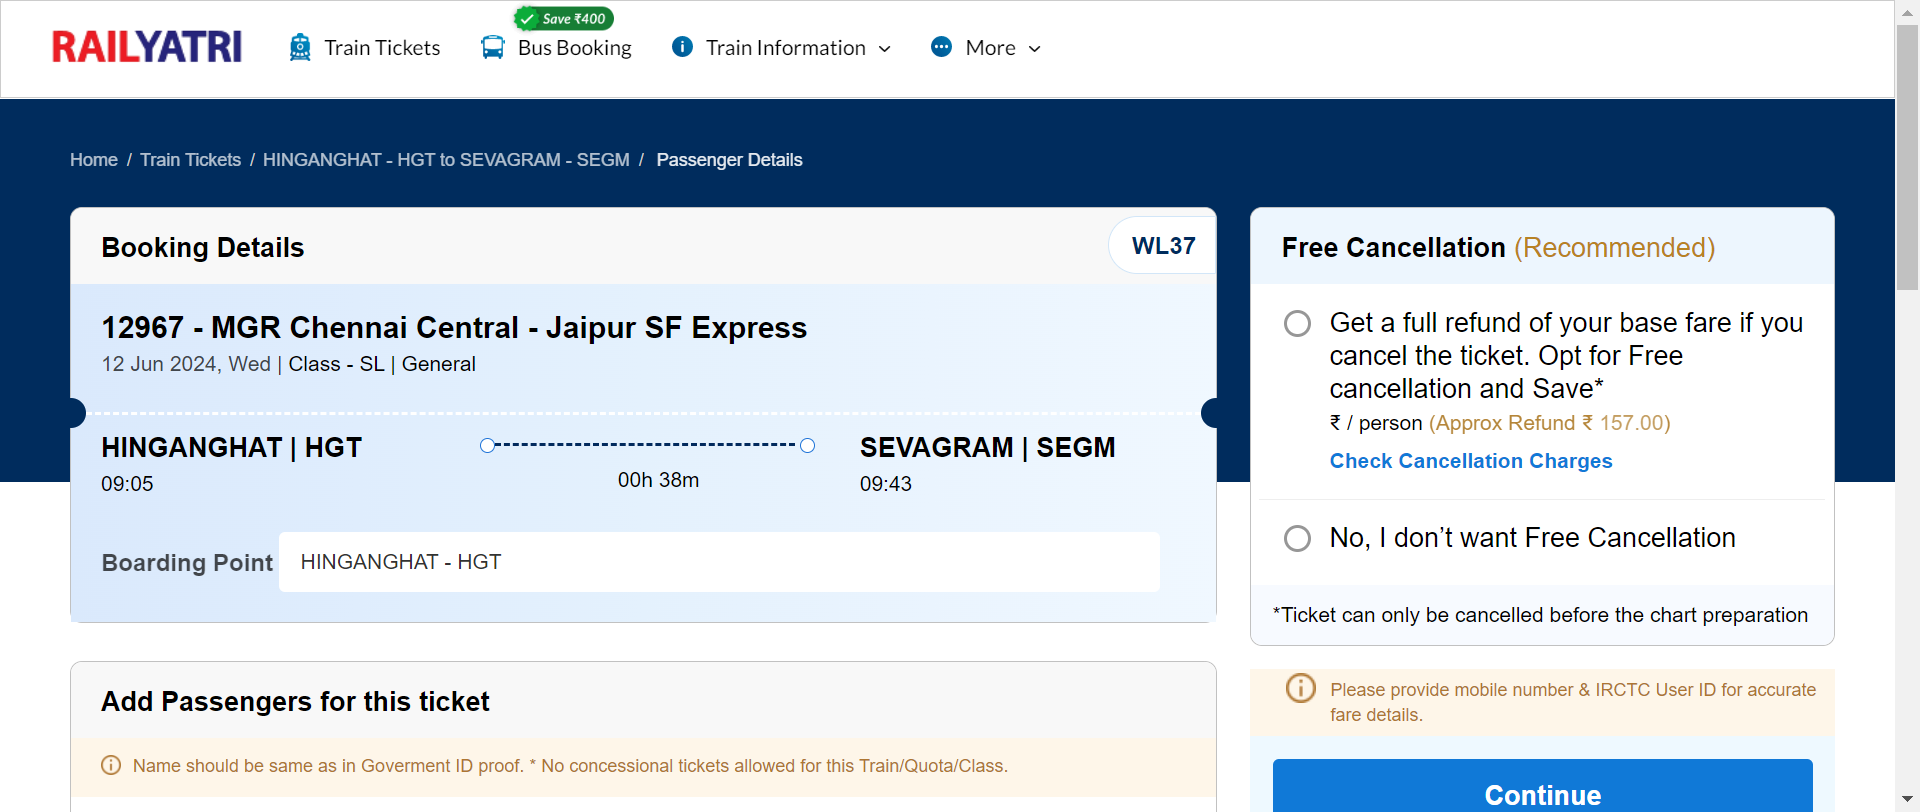 Save ₹400
RAILYATRI
Train Tickets
Bus Booking
Train Information
More
Home / Train Tickets / HINGANGHAT - HGT to SEVAGRAM - SEGM / Passenger Details
Booking Details
WL37
12967 - MGR Chennai Central - Jaipur SF Express
12 Jun 2024, Wed | Class - SL | General
HINGANGHAT | HGT
09:05
00h 38m
SEVAGRAM | SEGM
09:43
Boarding Point
HINGANGHAT - HGT
Add Passengers for this ticket
Name should be same as in Goverment ID proof. * No concessional tickets allowed for this Train/Quota/Class.
Free Cancellation (Recommended)
Get a full refund of your base fare if you
cancel the ticket. Opt for Free
cancellation and Save*
₹ / person (Approx Refund ₹ 157.00)
Check Cancellation Charges
No, I don’t want Free Cancellation
*Ticket can only be cancelled before the chart preparation
Please provide mobile number & IRCTC User ID for accurate
fare details.
Continue